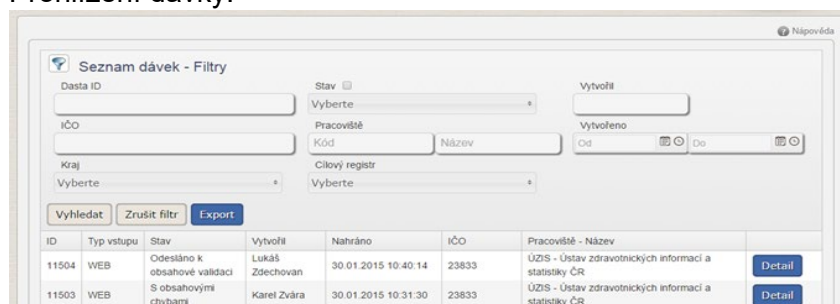 Prohlížení dávky:
Nápověda
Seznam dávek - Filtry
Dasta ID
Stav
Vytvořil
Vyberte
IČO
Pracoviště
Vytvořeno
Kód
Název
Od
Do
Kraj
Cílový registr
Vyberte
Vyberte
Vyhledat
Zrušit filtr
Export
ID Typ vstupu Stav Vytvořil Nahráno IČO Pracoviště - Název
11504 WEB Odesláno k obsahové validaci Lukáš Zdechovan 30.01.2015 10:40:14 23833 ÚZIS - Ústav zdravotnických informací a statistiky ČR Detail
11503 WEB S obsahovými chybami Karel Zvára 30.01.2015 10:31:30 23833 ÚZIS - Ústav zdravotnických informací a statistiky ČR Detail